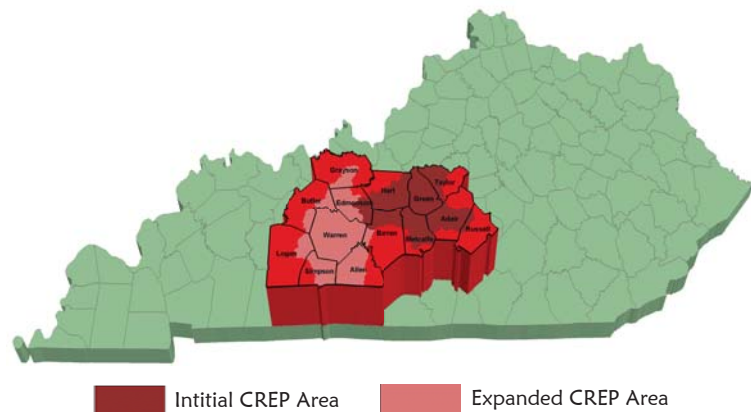 Grayson
Butler
Edmonson
Hart
Green
Taylor
Warren
Barren
Metcalfe
Adair
Russell
Logan
Simpson
Allen
Intitial CREP Area
Expanded CREP Area